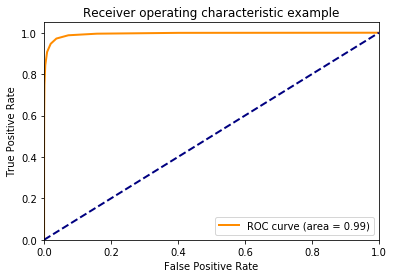 Receiver operating characteristic example
1.0
0.8
0.6
0.4
0.2
0.0
True Positive Rate
ROC curve (area = 0.99)
0.0 0.2 0.4 0.6 0.8 1.0
False Positive Rate